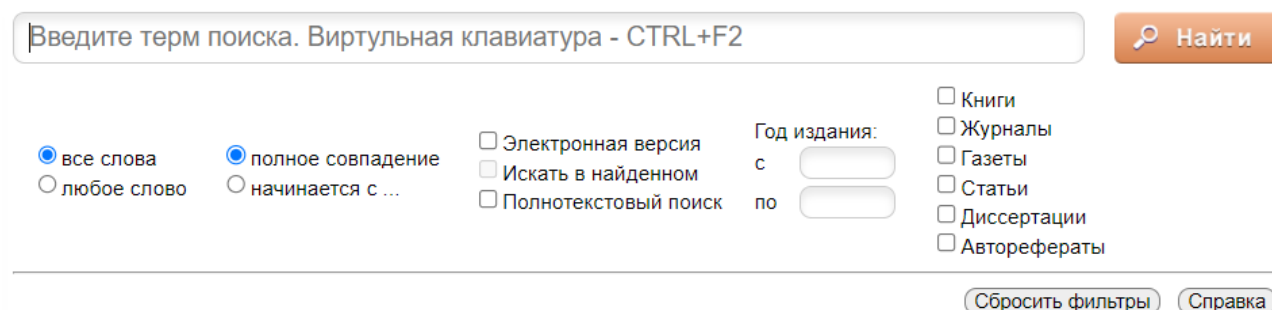 Введите терм поиска. Виртульная клавиатура - CTRL+F2
Найти
все слова
любое слово
полное совпадение
начинается с ...
Электронная версия
Искать в найденном
Полнотекстовый поиск
Год издания:
с
по
Книги
Журналы
Газеты
Статьи
Диссертации
Авторефераты
Сбросить фильтры
Справка